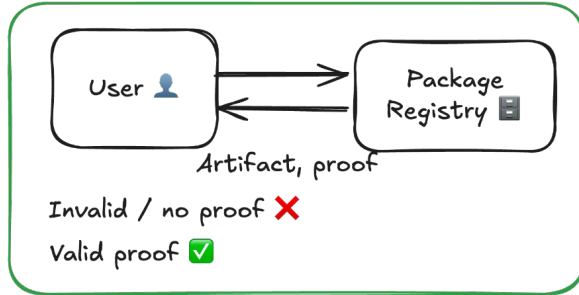 User 👤
Package
Registry 🗄️
Artifact, proof
Invalid / no proof ❌
Valid proof ✅